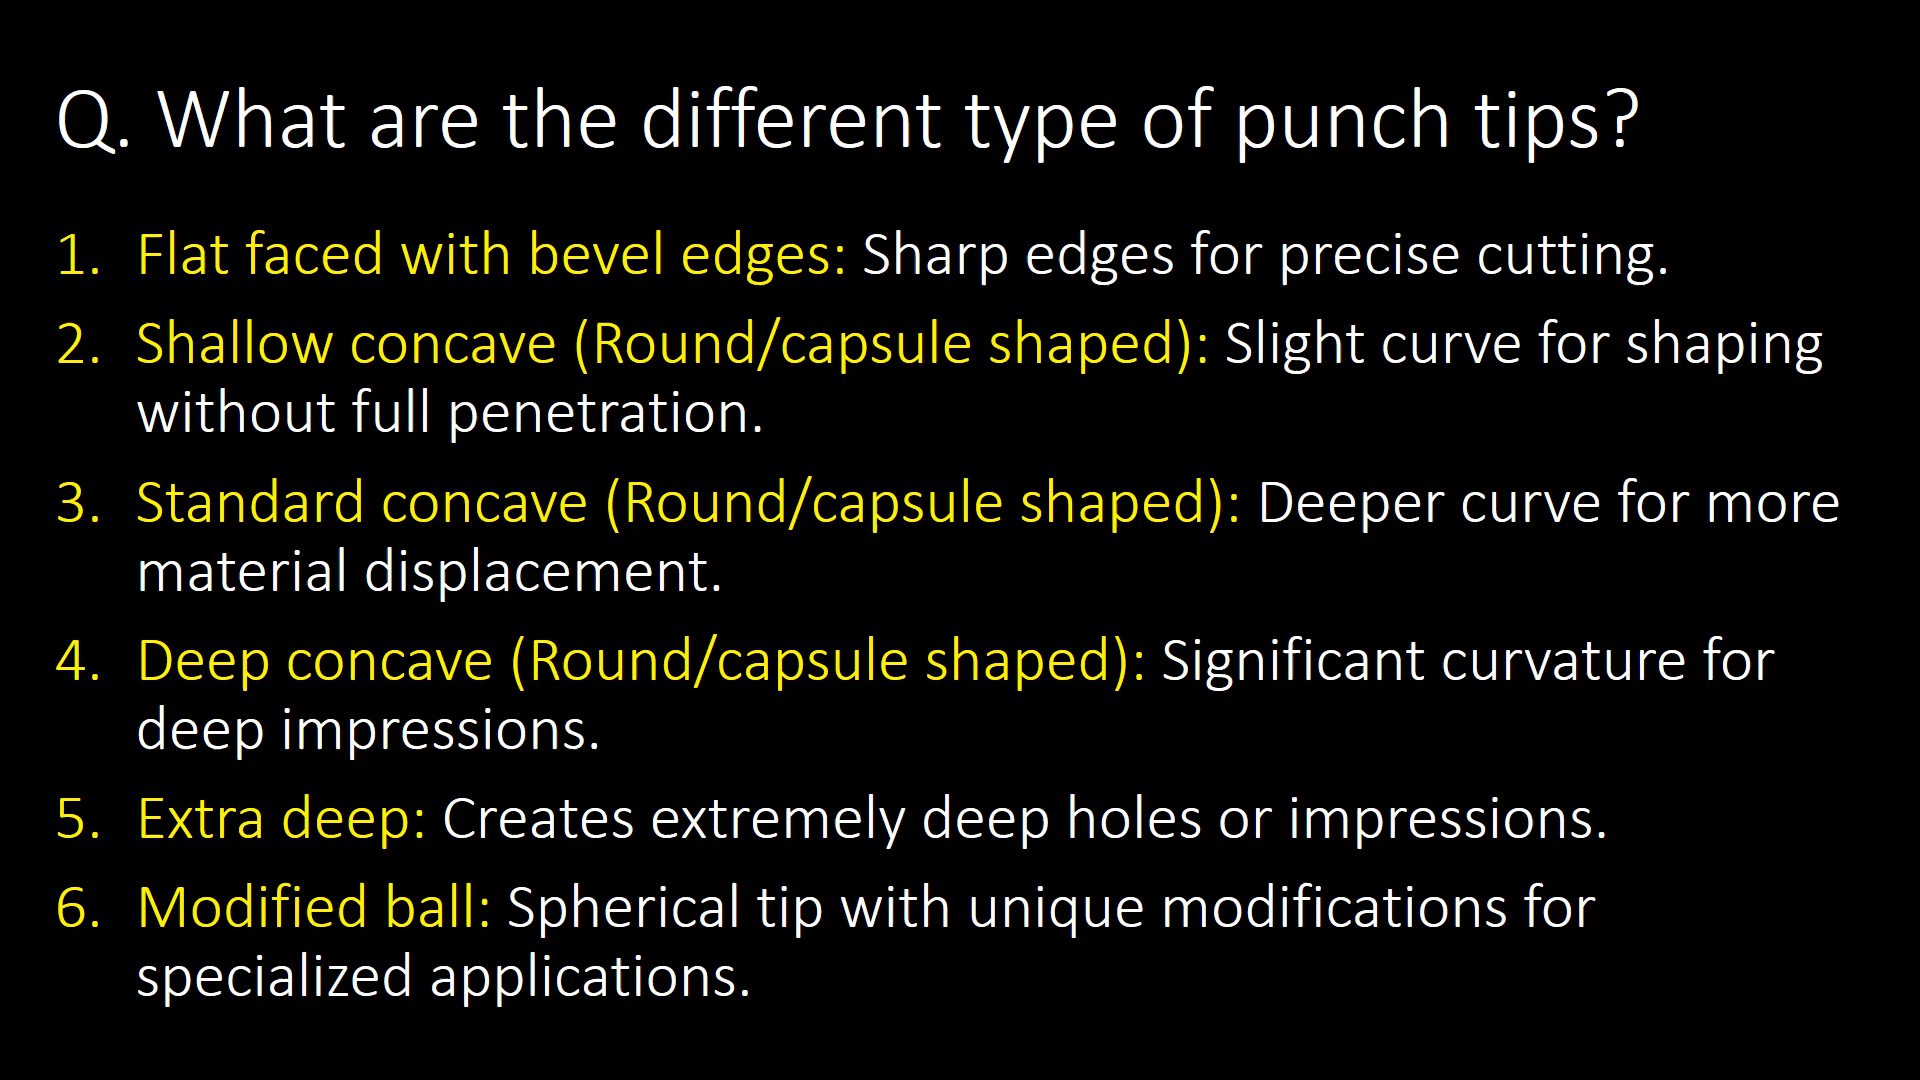 Q. What are the different type of punch tips?
1. Flat faced with bevel edges: Sharp edges for precise cutting.
2. Shallow concave (Round/capsule shaped): Slight curve for shaping
without full penetration.
3. Standard concave (Round/capsule shaped): Deeper curve for more
material displacement.
4. Deep concave (Round/capsule shaped): Significant curvature for
deep impressions.
5. Extra deep: Creates extremely deep holes or impressions.
6. Modified ball: Spherical tip with unique modifications for
specialized applications.